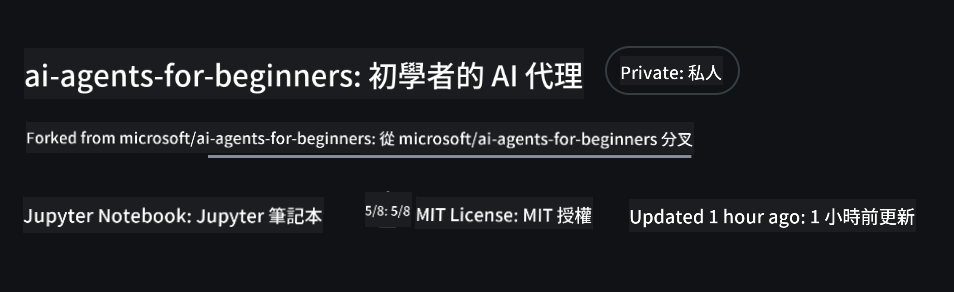 ai-agents-for-beginners: 初學者的 AI 代理 Private: 私人
Forked from microsoft/ai-agents-for-beginners: 從 microsoft/ai-agents-for-beginners 分叉
Jupyter Notebook: Jupyter 筆記本 5/8: 5/8 MIT License: MIT 授權 Updated 1 hour ago: 1 小時前更新